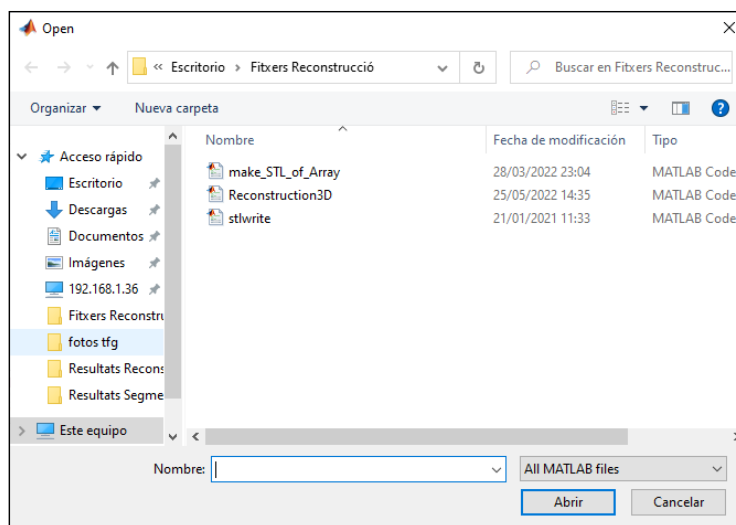 Open
« Escritorio › Fitxers Reconstrucció
Buscar en Fitxers Reconstruc...
Organizar
Nueva carpeta
?
Nombre Fecha de modificación Tipo
make_STL_of_Array 28/03/2022 23:04 MATLAB Code
Reconstruction3D 25/05/2022 14:35 MATLAB Code
stlwrite 21/01/2021 11:33 MATLAB Code
Acceso rápido
Escritorio
Descargas
Documentos
Imágenes
192.168.1.36
Fitxers Reconstru
fotos tfg
Resultats Recons
Resultats Segme
Este equipo
Nombre:
All MATLAB files
Abrir
Cancelar